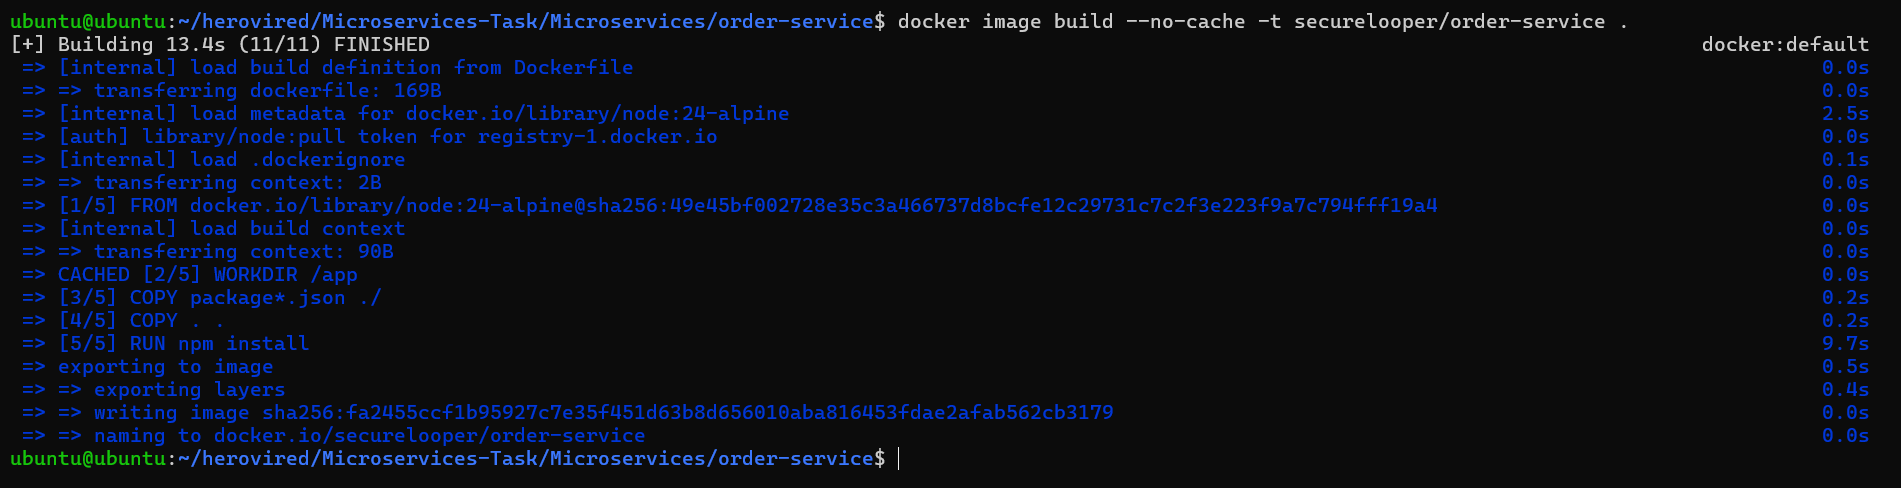 ubuntu@ubuntu:~/herovired/Microservices-Task/Microservices/order-service$ docker image build --no-cache -t securelooper/order-service .
[+] Building 13.4s (11/11) FINISHED docker:default
=> [internal] load build definition from Dockerfile 0.0s
=> => transferring dockerfile: 169B 0.0s
=> [internal] load metadata for docker.io/library/node:24-alpine 2.5s
=> [auth] library/node:pull token for registry-1.docker.io 0.0s
=> [internal] load .dockerignore 0.1s
=> => transferring context: 2B 0.0s
=> [1/5] FROM docker.io/library/node:24-alpine@sha256:49e45bf002728e35c3a466737d8bcfe12c29731c7c2f3e223f9a7c794fff19a4 0.0s
=> [internal] load build context 0.0s
=> => transferring context: 90B 0.0s
=> CACHED [2/5] WORKDIR /app 0.0s
=> [3/5] COPY package*.json ./ 0.2s
=> [4/5] COPY . . 0.2s
=> [5/5] RUN npm install 9.7s
=> exporting to image 0.5s
=> => exporting layers 0.4s
=> => writing image sha256:fa2455ccf1b95927c7e35f451d63b8d656010aba816453fdae2afab562cb3179 0.0s
=> => naming to docker.io/securelooper/order-service 0.0s
ubuntu@ubuntu:~/herovired/Microservices-Task/Microservices/order-service$